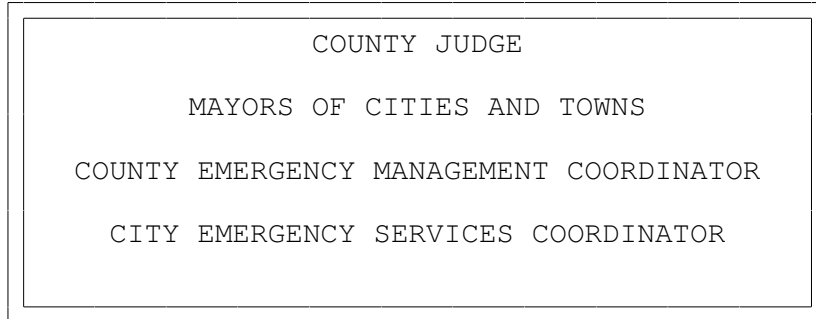 COUNTY JUDGE
MAYORS OF CITIES AND TOWNS
COUNTY EMERGENCY MANAGEMENT COORDINATOR
CITY EMERGENCY SERVICES COORDINATOR